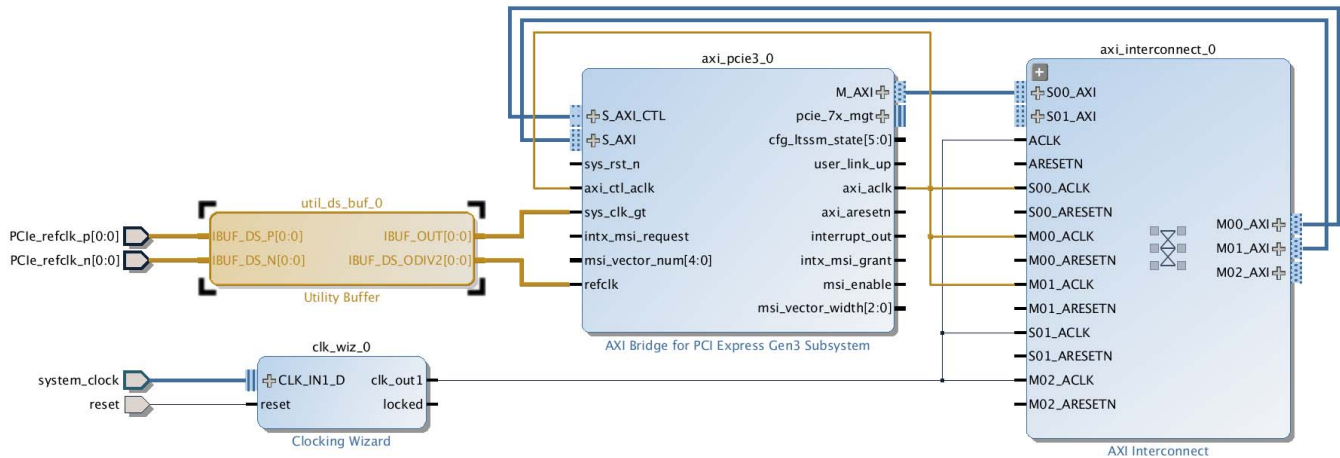 axi_pcie3_0
S_AXI_CTL
S_AXI
sys_rst_n
axi_ctl_aclk
sys_clk_gt
intx_msi_request
msi_vector_num[4:0]
refclk
M_AXI
pcie_7x_mgt
cfg_ltssm_state[5:0]
user_link_up
axi_aclk
axi_aresetn
interrupt_out
intx_msi_grant
msi_enable
msi_vector_width[2:0]
AXI Bridge for PCI Express Gen3 Subsystem
axi_interconnect_0
S00_AXI
S01_AXI
ACLK
ARESETN
S00_ACLK
S00_ARESETN
M00_ACLK
M00_ARESETN
M01_ACLK
M01_ARESETN
S01_ACLK
S01_ARESETN
M02_ACLK
M02_ARESETN
M00_AXI
M01_AXI
M02_AXI
AXI Interconnect
util_ds_buf_0
PCIe_refclk_p[0:0]
PCIe_refclk_n[0:0]
IBUF_DS_P[0:0]
IBUF_DS_N[0:0]
IBUF_OUT[0:0]
IBUF_DS_ODIV2[0:0]
Utility Buffer
clk_wiz_0
system_clock
reset
CLK_IN1_D
reset
clk_out1
locked
Clocking Wizard